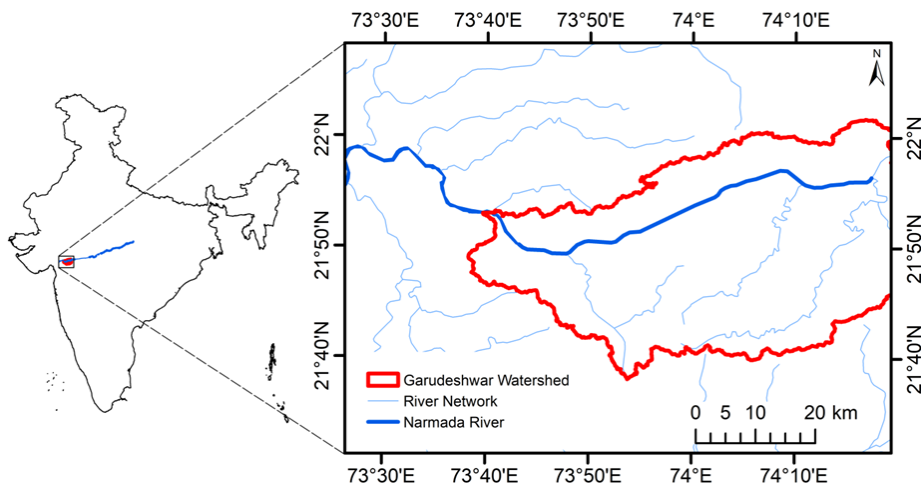 73°30'E 73°40'E 73°50'E 74°E 74°10'E
N
22°N 22°N
21°50'N 21°50'N
21°40'N 21°40'N
Garudeshwar Watershed
River Network
Narmada River
0 5 10 20 km
73°30'E 73°40'E 73°50'E 74°E 74°10'E